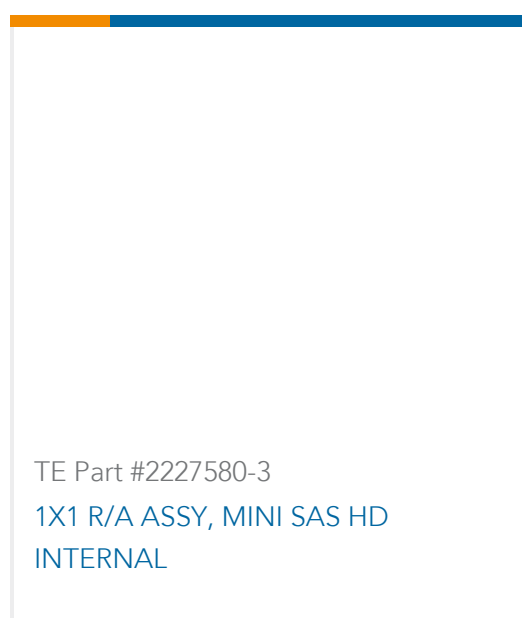 TE Part #2227580-3
1X1 R/A ASSY, MINI SAS HD
INTERNAL